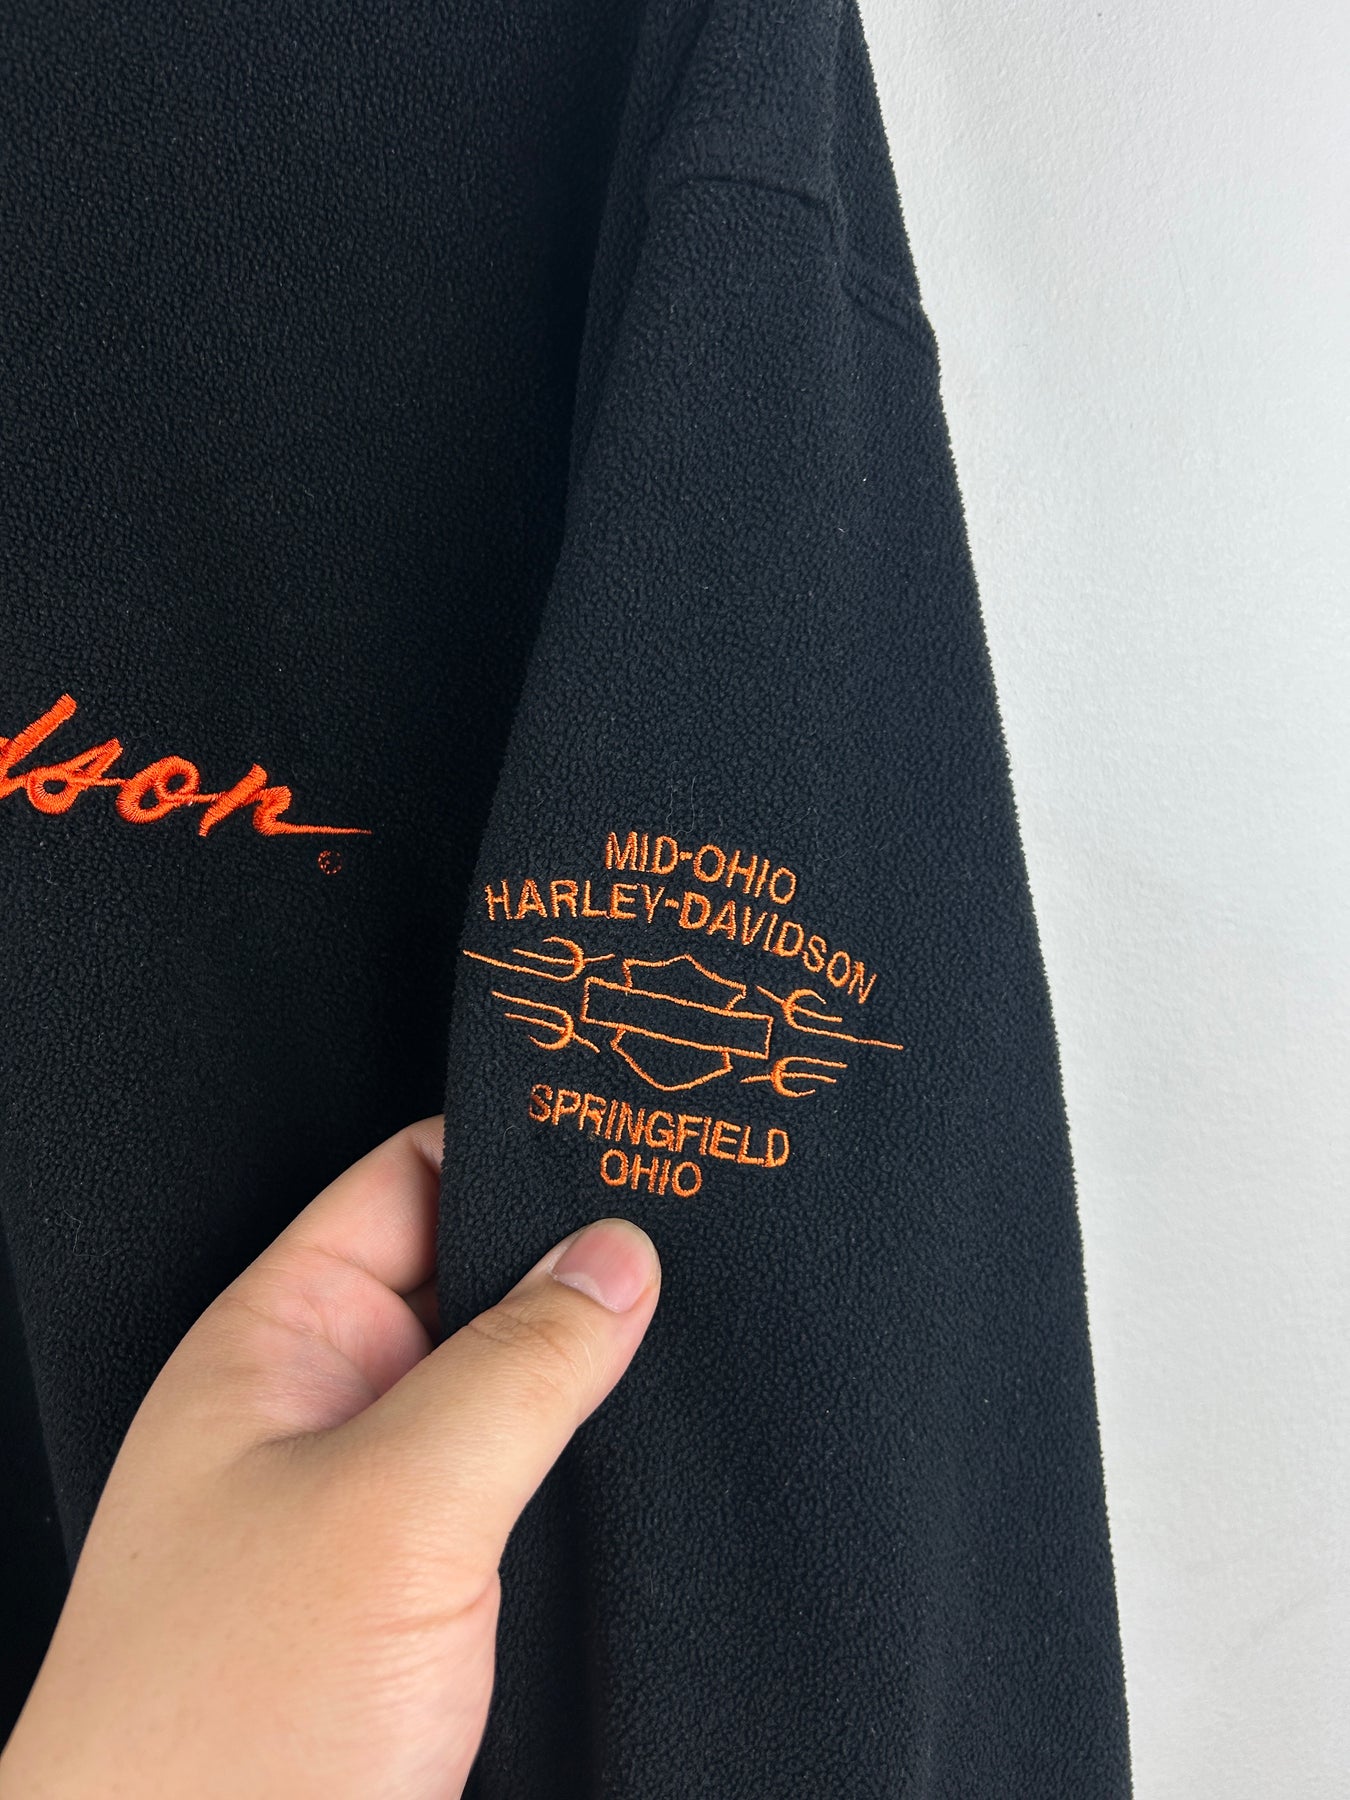 dson
®
MID-OHIO
HARLEY-DAVIDSON
SPRINGFIELD
OHIO